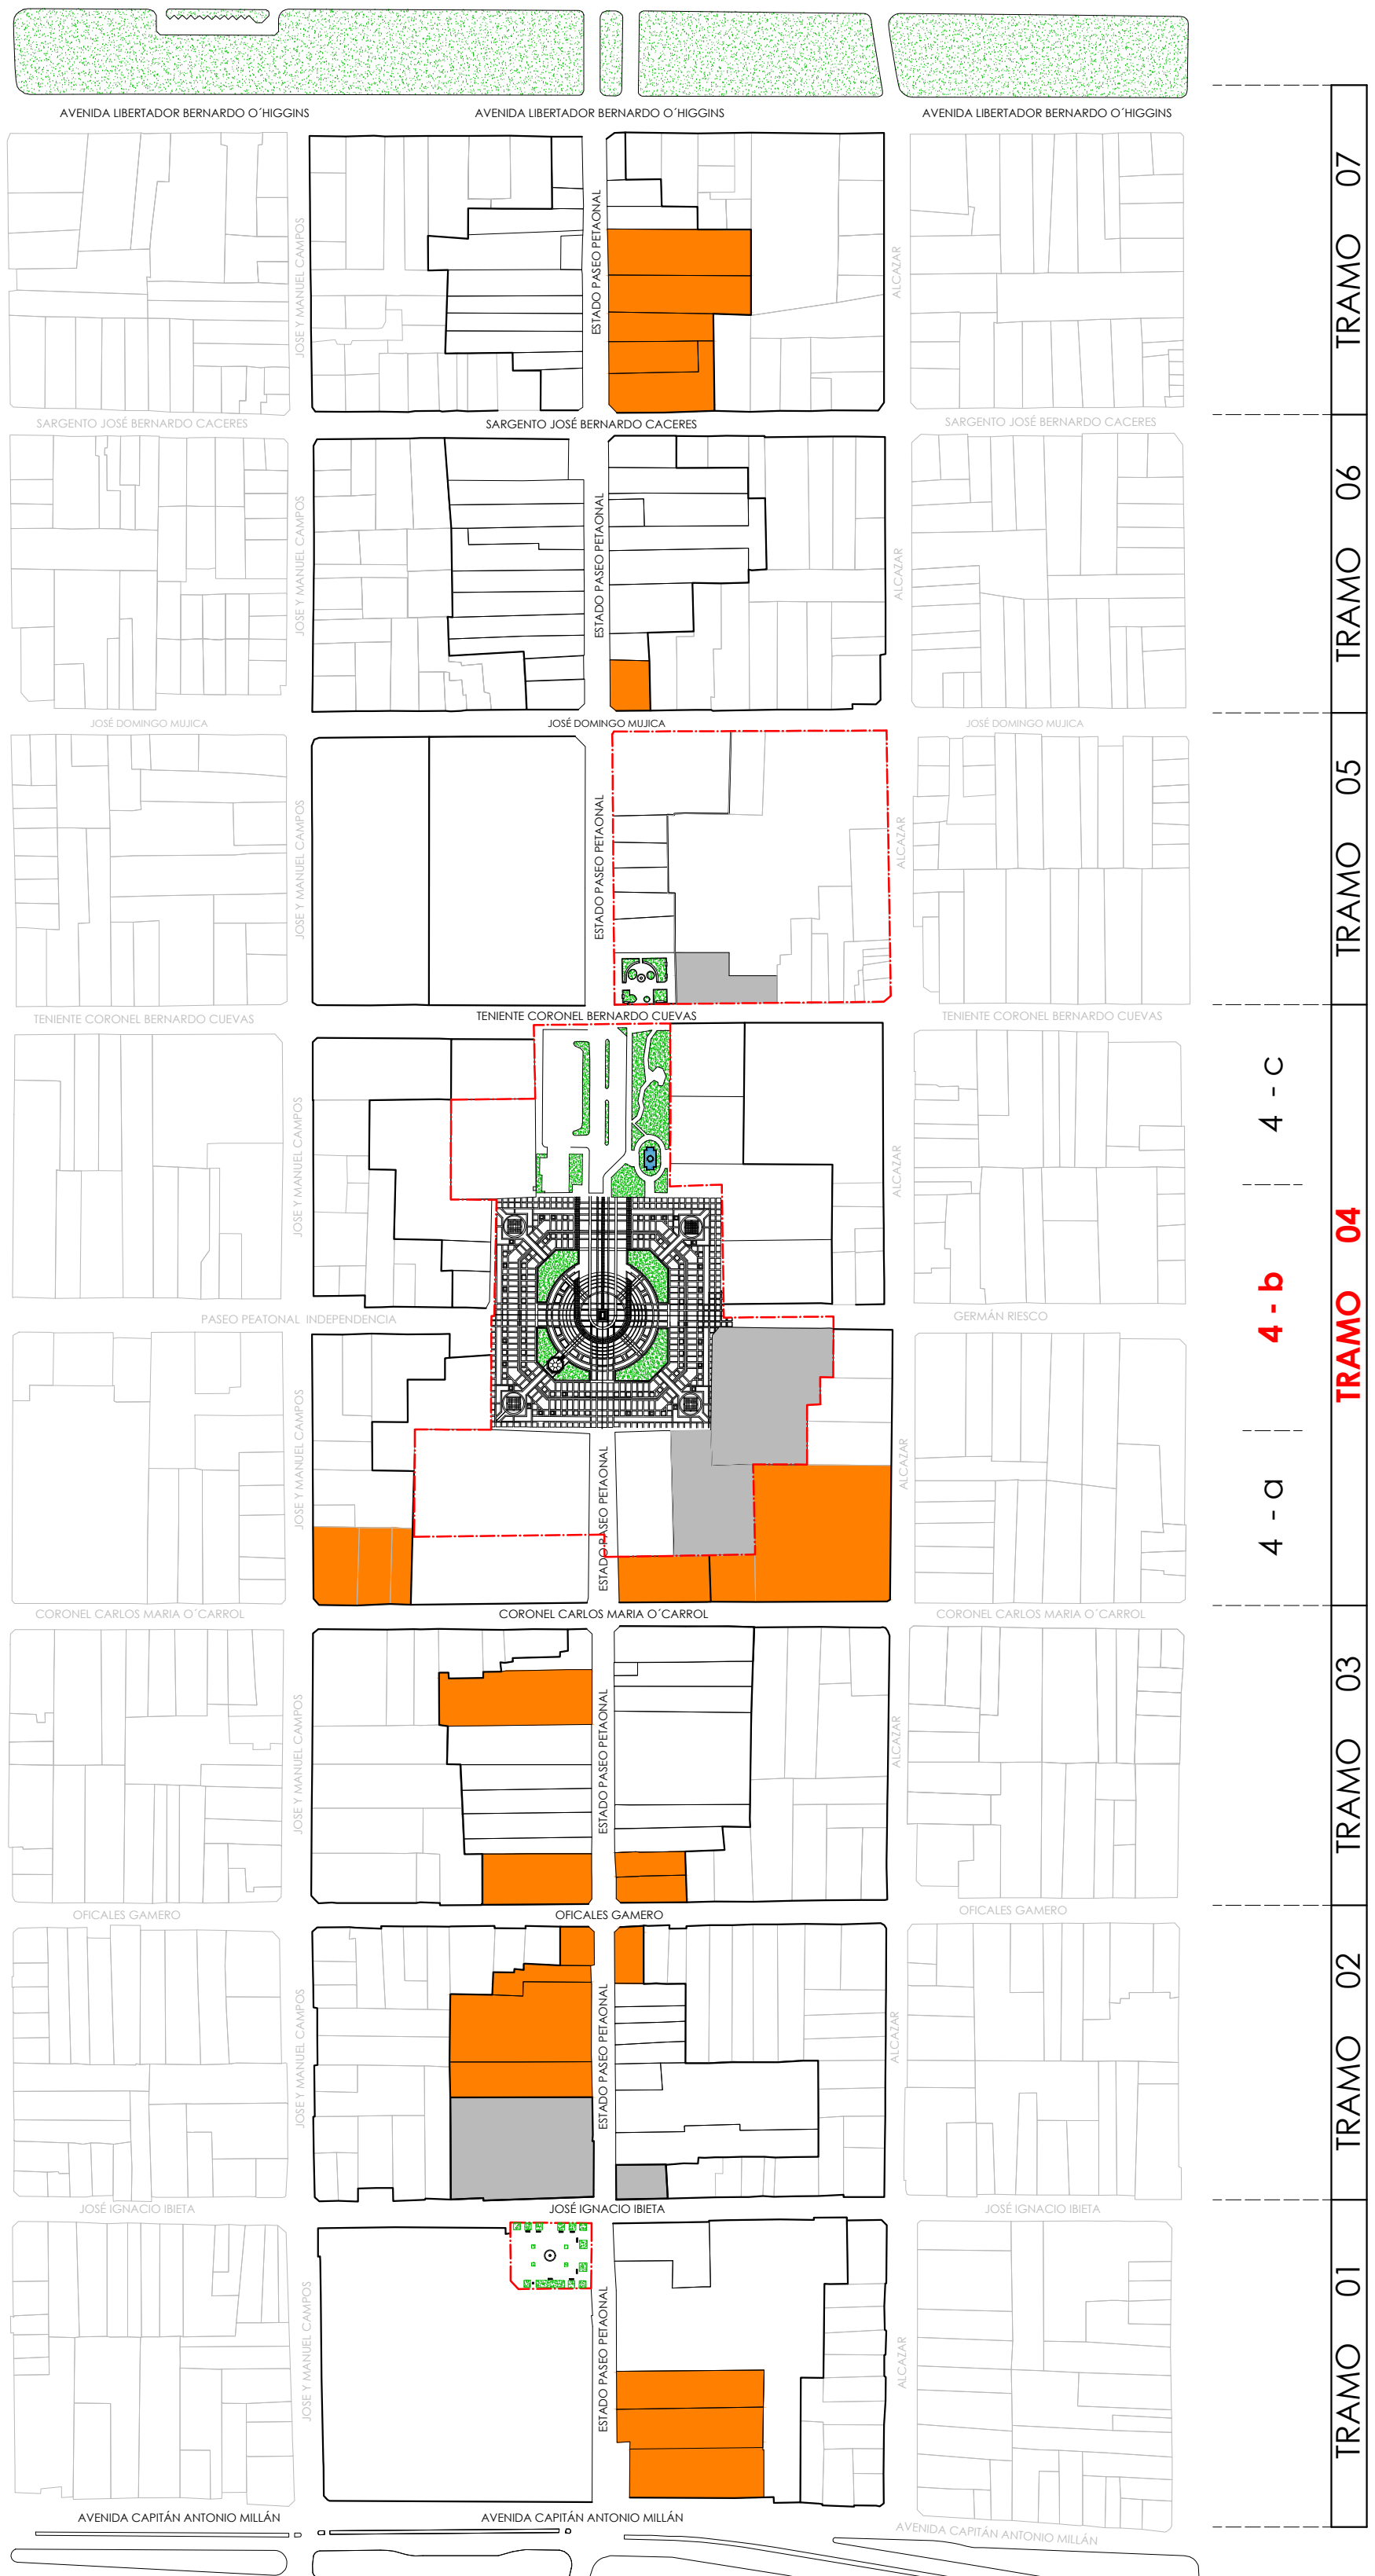 AVENIDA LIBERTADOR BERNARDO O´HIGGINS
AVENIDA LIBERTADOR BERNARDO O´HIGGINS
AVENIDA LIBERTADOR BERNARDO O´HIGGINS
JOSE Y MANUEL CAMPOS
ESTADO PASEO PETAONAL
ALCAZAR
TRAMO 07
SARGENTO JOSÉ BERNARDO CACERES
SARGENTO JOSÉ BERNARDO CACERES
SARGENTO JOSÉ BERNARDO CACERES
JOSE Y MANUEL CAMPOS
ESTADO PASEO PETAONAL
ALCAZAR
TRAMO 06
JOSÉ DOMINGO MUJICA
JOSÉ DOMINGO MUJICA
JOSÉ DOMINGO MUJICA
JOSE Y MANUEL CAMPOS
ESTADO PASEO PETAONAL
ALCAZAR
TRAMO 05
TENIENTE CORONEL BERNARDO CUEVAS
TENIENTE CORONEL BERNARDO CUEVAS
TENIENTE CORONEL BERNARDO CUEVAS
JOSE Y MANUEL CAMPOS
ALCAZAR
4 - c
PASEO PEATONAL INDEPENDENCIA
GERMÁN RIESCO
4 - b
TRAMO 04
JOSE Y MANUEL CAMPOS
ESTADO PASEO PETAONAL
ALCAZAR
4 - a
CORONEL CARLOS MARIA O´CARROL
CORONEL CARLOS MARIA O´CARROL
CORONEL CARLOS MARIA O´CARROL
JOSE Y MANUEL CAMPOS
ESTADO PASEO PETAONAL
ALCAZAR
TRAMO 03
OFICALES GAMERO
OFICALES GAMERO
OFICALES GAMERO
JOSE Y MANUEL CAMPOS
ESTADO PASEO PETAONAL
ALCAZAR
TRAMO 02
JOSÉ IGNACIO IBIETA
JOSÉ IGNACIO IBIETA
JOSÉ IGNACIO IBIETA
JOSE Y MANUEL CAMPOS
ESTADO PASEO PETAONAL
ALCAZAR
TRAMO 01
AVENIDA CAPITÁN ANTONIO MILLÁN
AVENIDA CAPITÁN ANTONIO MILLÁN
AVENIDA CAPITÁN ANTONIO MILLÁN